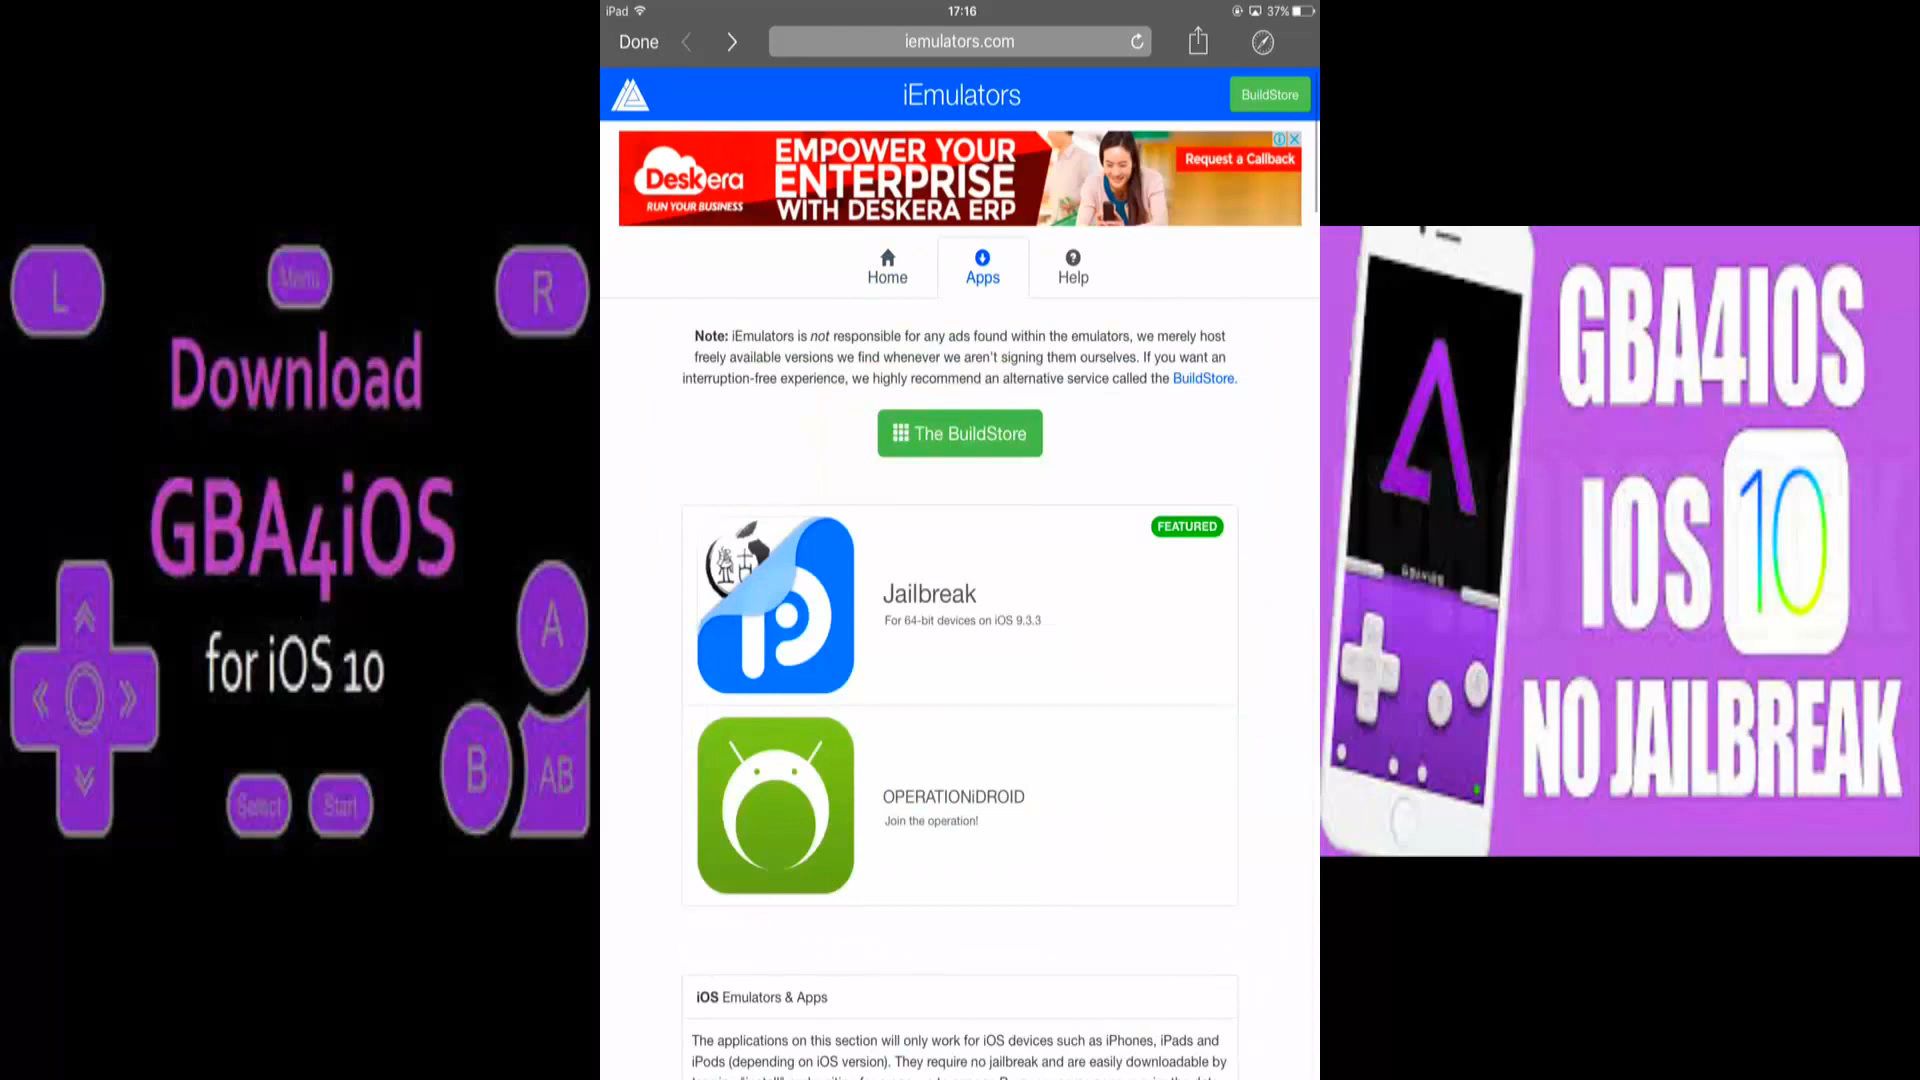 iPad
17:16
37%
Done
iemulators.com
iEmulators
BuildStore
Deskera
RUN YOUR BUSINESS
EMPOWER YOUR
ENTERPRISE
WITH DESKERA ERP
Request a Callback
Home
Apps
Help
Note: iEmulators is not responsible for any ads found within the emulators, we merely host
freely available versions we find whenever we aren't signing them ourselves. If you want an
interruption-free experience, we highly recommend an alternative service called the BuildStore.
The BuildStore
FEATURED
Jailbreak
For 64-bit devices on iOS 9.3.3
OPERATIONiDROID
Join the operation!
iOS Emulators & Apps
The applications on this section will only work for iOS devices such as iPhones, iPads and
iPods (depending on iOS version). They require no jailbreak and are easily downloadable by
L
Menu
R
Download
GBA4iOS
for iOS 10
A
B
AB
Select
Start
GBA4IOS
IOS 10
NO JAILBREAK
GBA4iOS